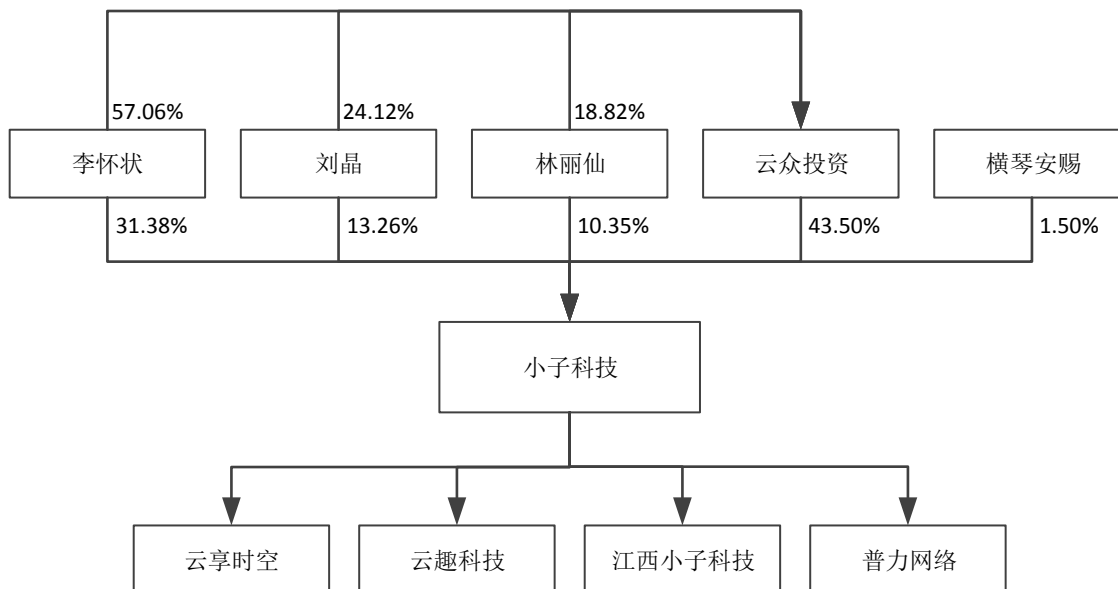 57.06%
24.12%
18.82%
李怀状
刘晶
林丽仙
云众投资
横琴安赐
31.38%
13.26%
10.35%
43.50%
1.50%
小子科技
云享时空
云趣科技
江西小子科技
普力网络